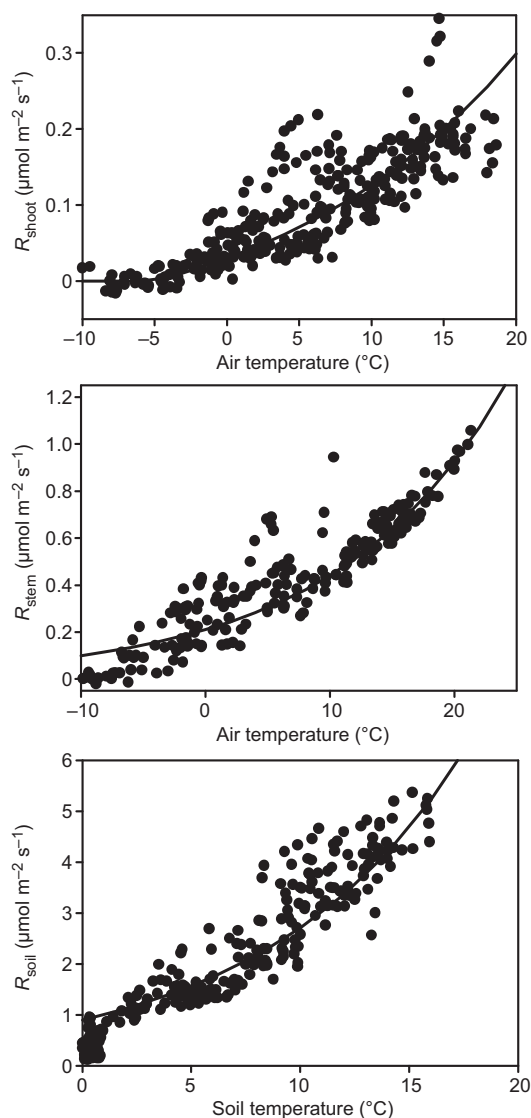 0.3
0.2
0.1
0
R_shoot (µmol m⁻² s⁻¹)
–10 –5 0 5 10 15 20
Air temperature (°C)
1.2
1.0
0.8
0.6
0.4
0.2
0
R_stem (µmol m⁻² s⁻¹)
–10 0 10 20
Air temperature (°C)
6
5
4
3
2
1
0
R_soil (µmol m⁻² s⁻¹)
0 5 10 15 20
Soil temperature (°C)